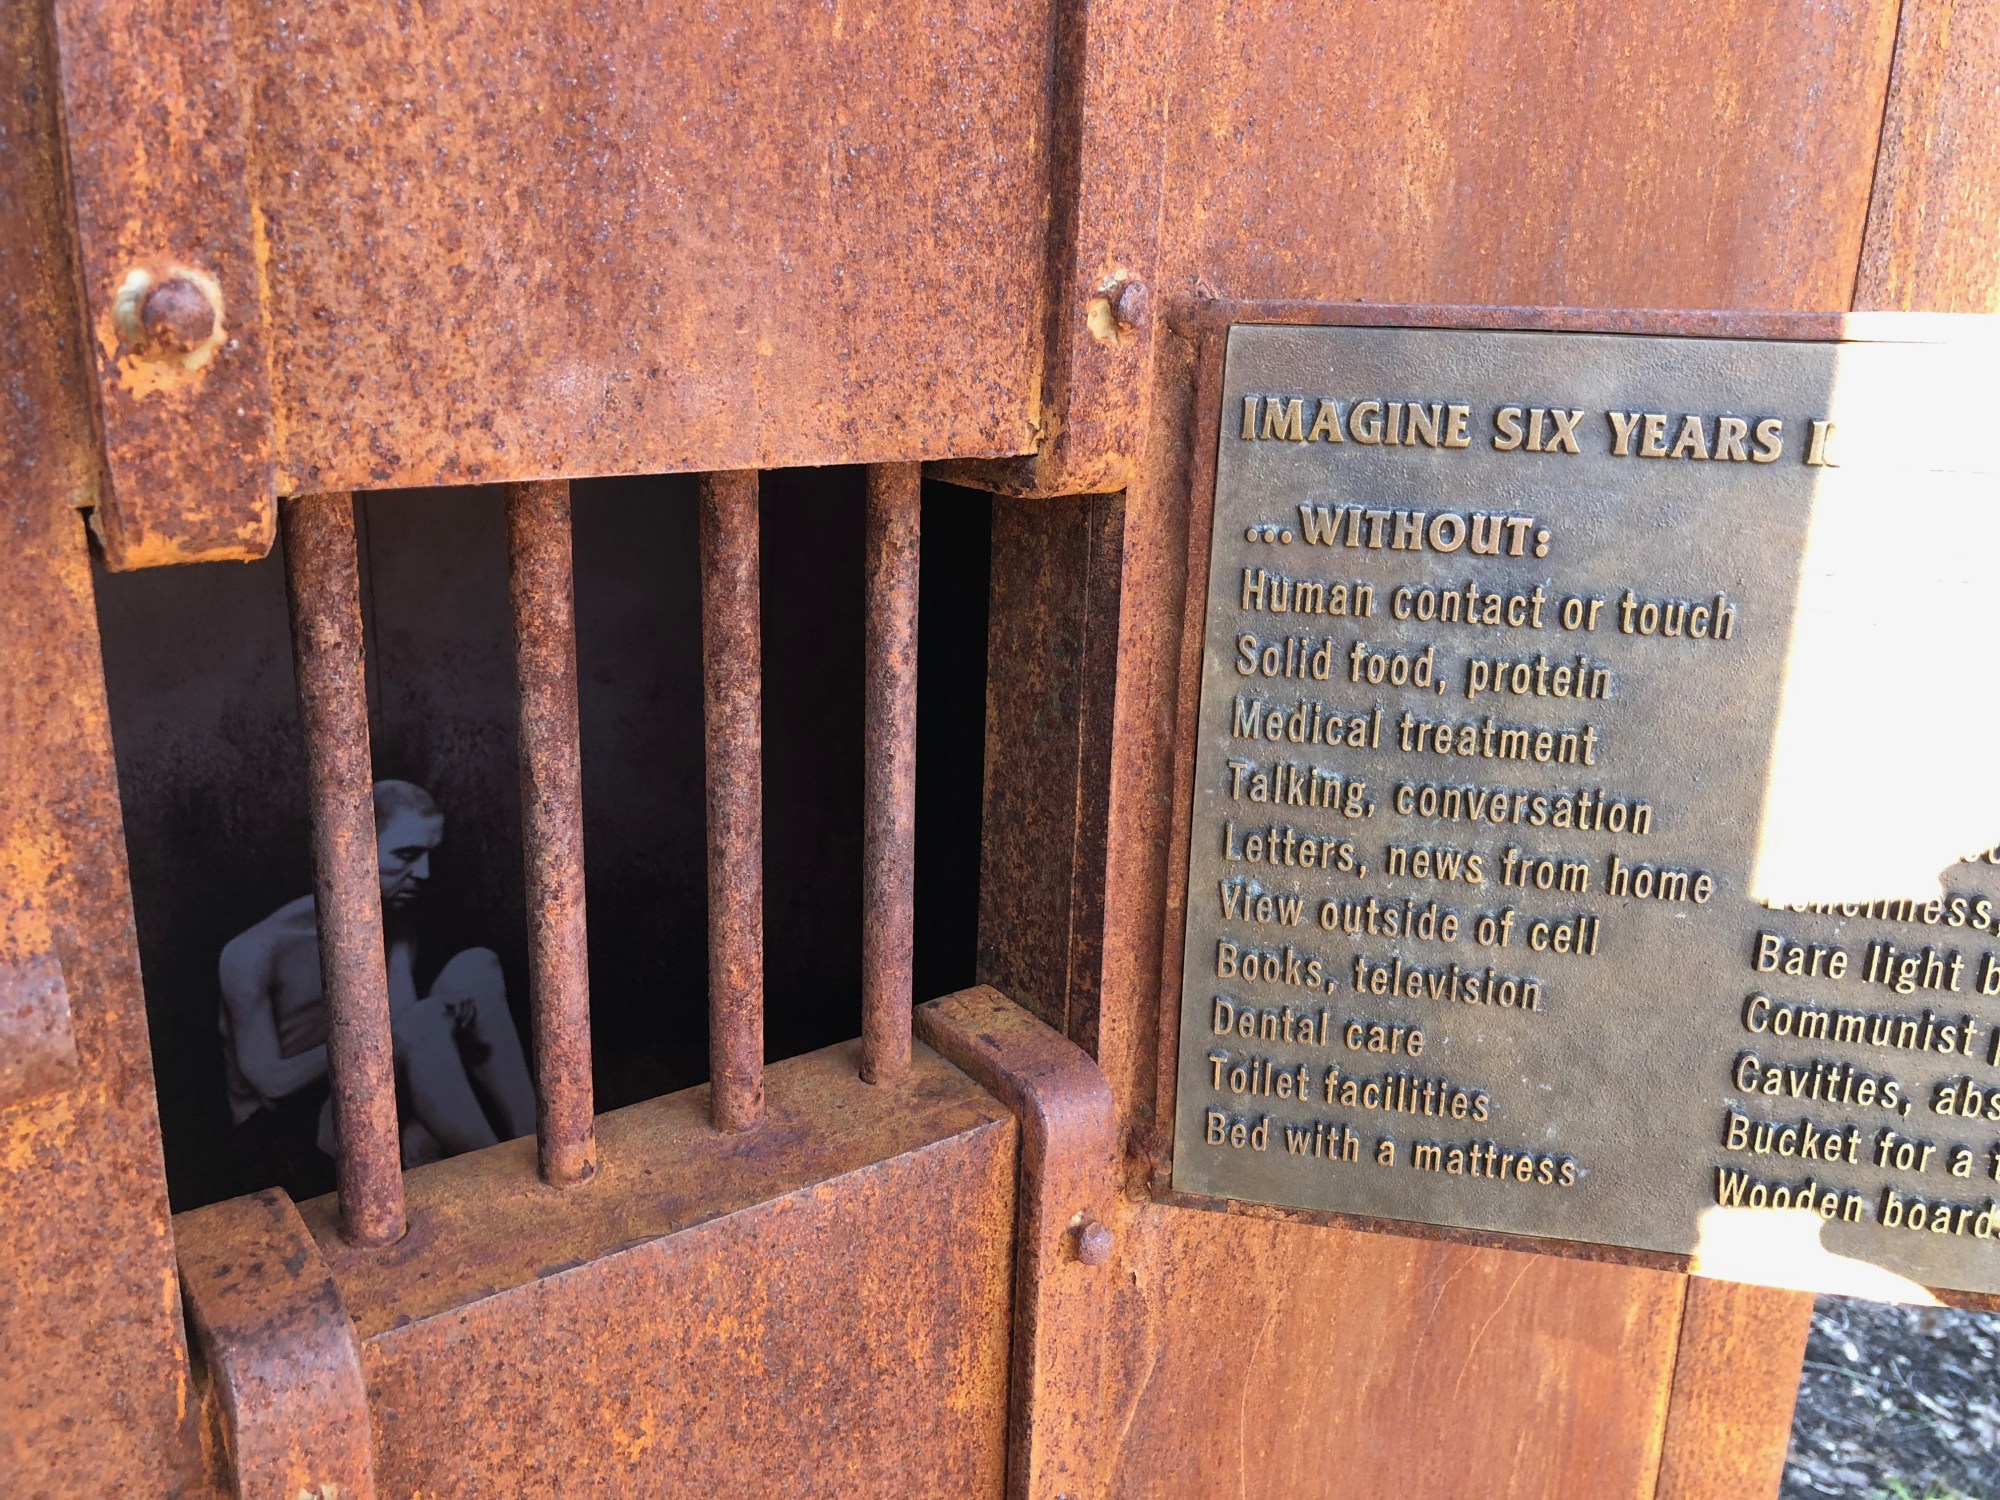 IMAGINE SIX YEARS
...WITHOUT:
Human contact or touch
Solid food, protein
Medical treatment
Talking, conversation
Letters, news from home
View outside of cell
Books, television
Dental care
Toilet facilities
Bed with a mattress
Loneliness,
Bare light
Communist
Cavities,
Bucket for a
Wooden board